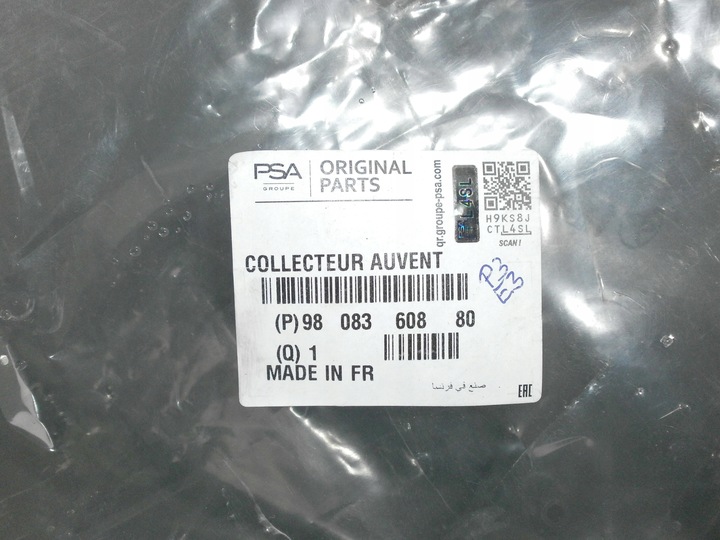 PSA
GROUPE
ORIGINAL
PARTS
qr.groupe-psa.com
L4SL
H9KS8J
CTL4SL
SCAN!
COLLECTEUR AUVENT
(P) 98 083 608 80
(Q) 1
MADE IN FR
صنع في فرنسا
EAC